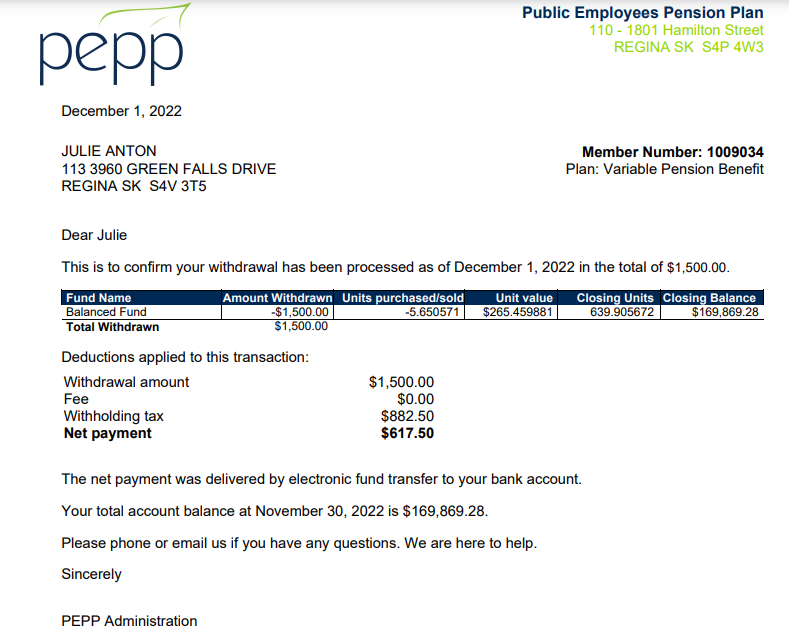 pepp
Public Employees Pension Plan
110 - 1801 Hamilton Street
REGINA SK  S4P 4W3
December 1, 2022
JULIE ANTON
113 3960 GREEN FALLS DRIVE
REGINA SK  S4V 3T5
Member Number: 1009034
Plan: Variable Pension Benefit
Dear Julie
This is to confirm your withdrawal has been processed as of December 1, 2022 in the total of $1,500.00.
Fund Name Amount Withdrawn Units purchased/sold Unit value Closing Units Closing Balance
Balanced Fund -$1,500.00 -5.650571 $265.459881 639.905672 $169,869.28
Total Withdrawn $1,500.00
Deductions applied to this transaction:
Withdrawal amount $1,500.00
Fee $0.00
Withholding tax $882.50
Net payment $617.50
The net payment was delivered by electronic fund transfer to your bank account.
Your total account balance at November 30, 2022 is $169,869.28.
Please phone or email us if you have any questions. We are here to help.
Sincerely
PEPP Administration